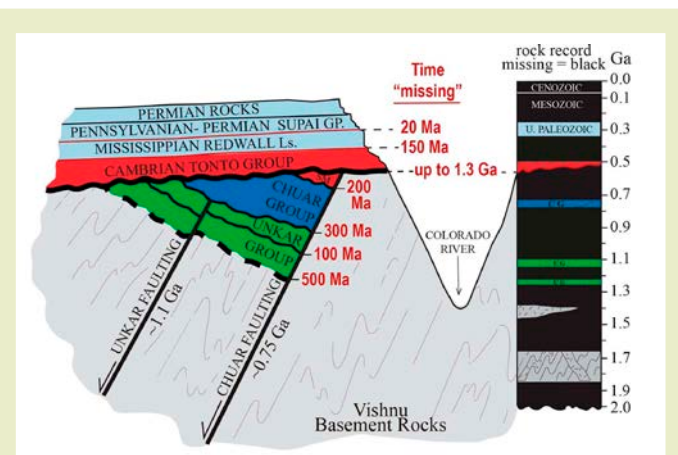 rock record
missing = black
Ga
Time
"missing"
PERMIAN ROCKS
PENNSYLVANIAN- PERMIAN SUPAI GP.
MISSISSIPPIAN REDWALL Ls.
CAMBRIAN TONTO GROUP
20 Ma
150 Ma
up to 1.3 Ga
200
Ma
CHUAR
GROUP
UNKAR
GROUP
300 Ma
100 Ma
500 Ma
UNKAR FAULTING
~1.1 Ga
CHUAR FAULTING
~0.75 Ga
COLORADO
RIVER
Vishnu
Basement Rocks
CENOZOIC
MESOZOIC
U. PALEOZOIC
0.0
0.1
0.3
0.5
0.7
0.9
1.1
1.3
1.5
1.7
1.9
2.0